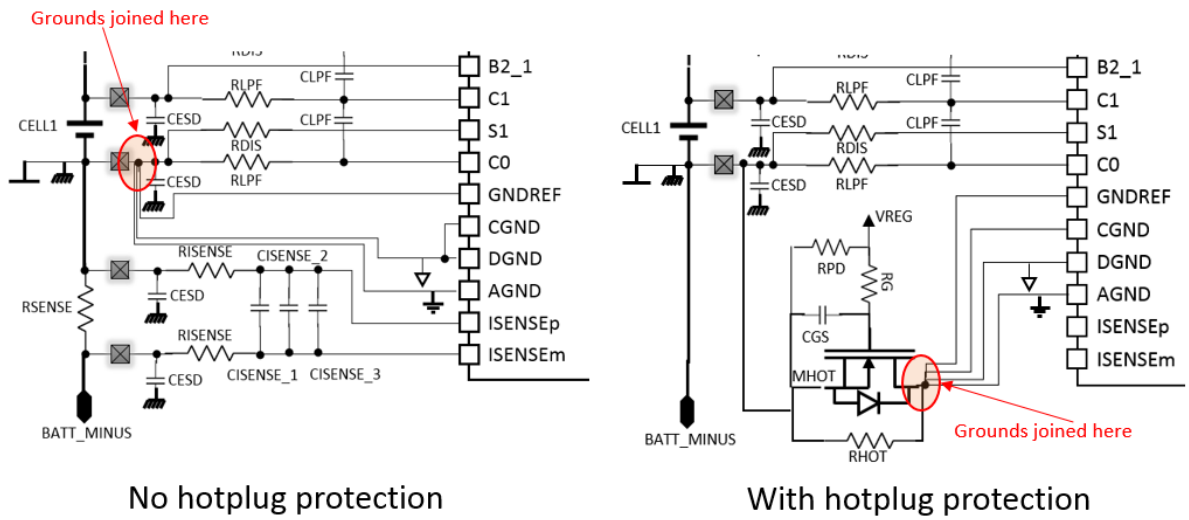 Grounds joined here
RDIS
B2_1
CLPF
RLPF
C1
CESD
CLPF
CELL1
S1
RDIS
C0
CESD
RLPF
GNDREF
CGND
RISENSE
CISENSE_2
DGND
CESD
AGND
RSENSE
RISENSE
ISENSEp
ISENSEm
CESD
CISENSE_1
CISENSE_3
BATT_MINUS
No hotplug protection
RDIS
B2_1
CLPF
RLPF
C1
CESD
CLPF
CELL1
S1
RDIS
C0
CESD
RLPF
GNDREF
VREG
CGND
RPD
RG
DGND
AGND
CGS
ISENSEp
ISENSEm
MHOT
BATT_MINUS
RHOT
Grounds joined here
With hotplug protection